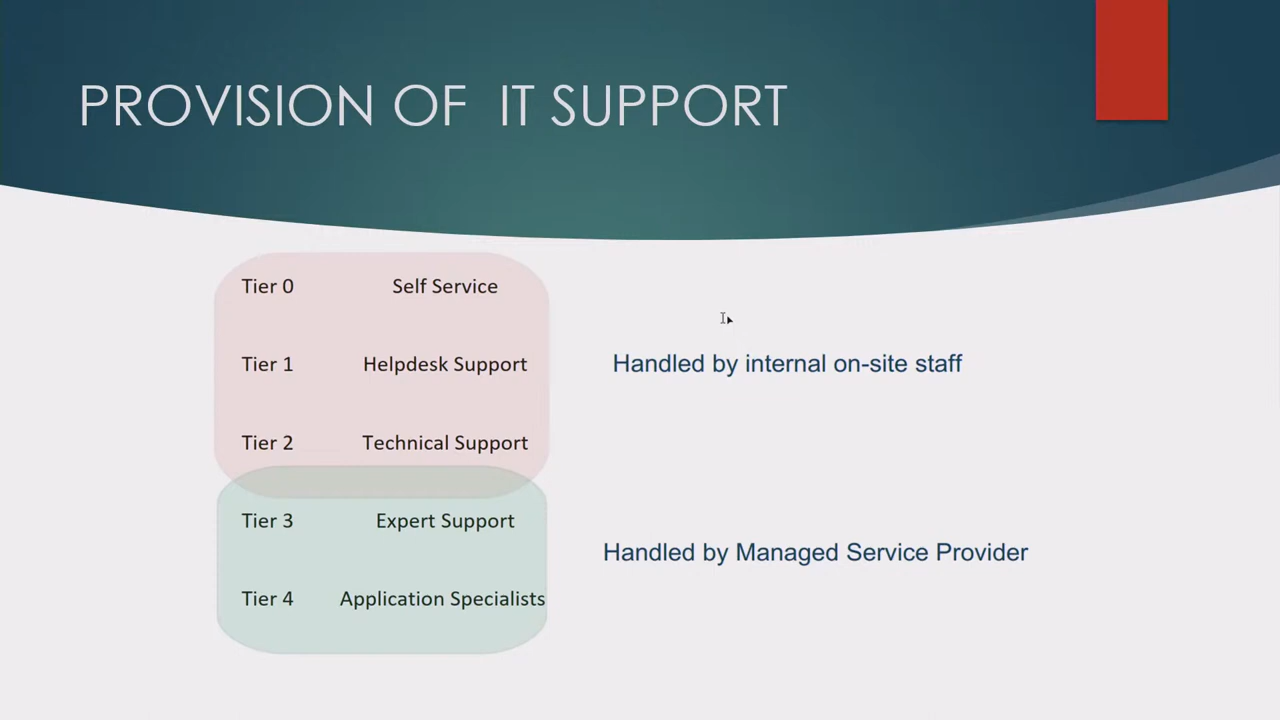 PROVISION OF IT SUPPORT
Tier 0 Self Service
Tier 1 Helpdesk Support
Handled by internal on-site staff
Tier 2 Technical Support
Tier 3 Expert Support
Handled by Managed Service Provider
Tier 4 Application Specialists